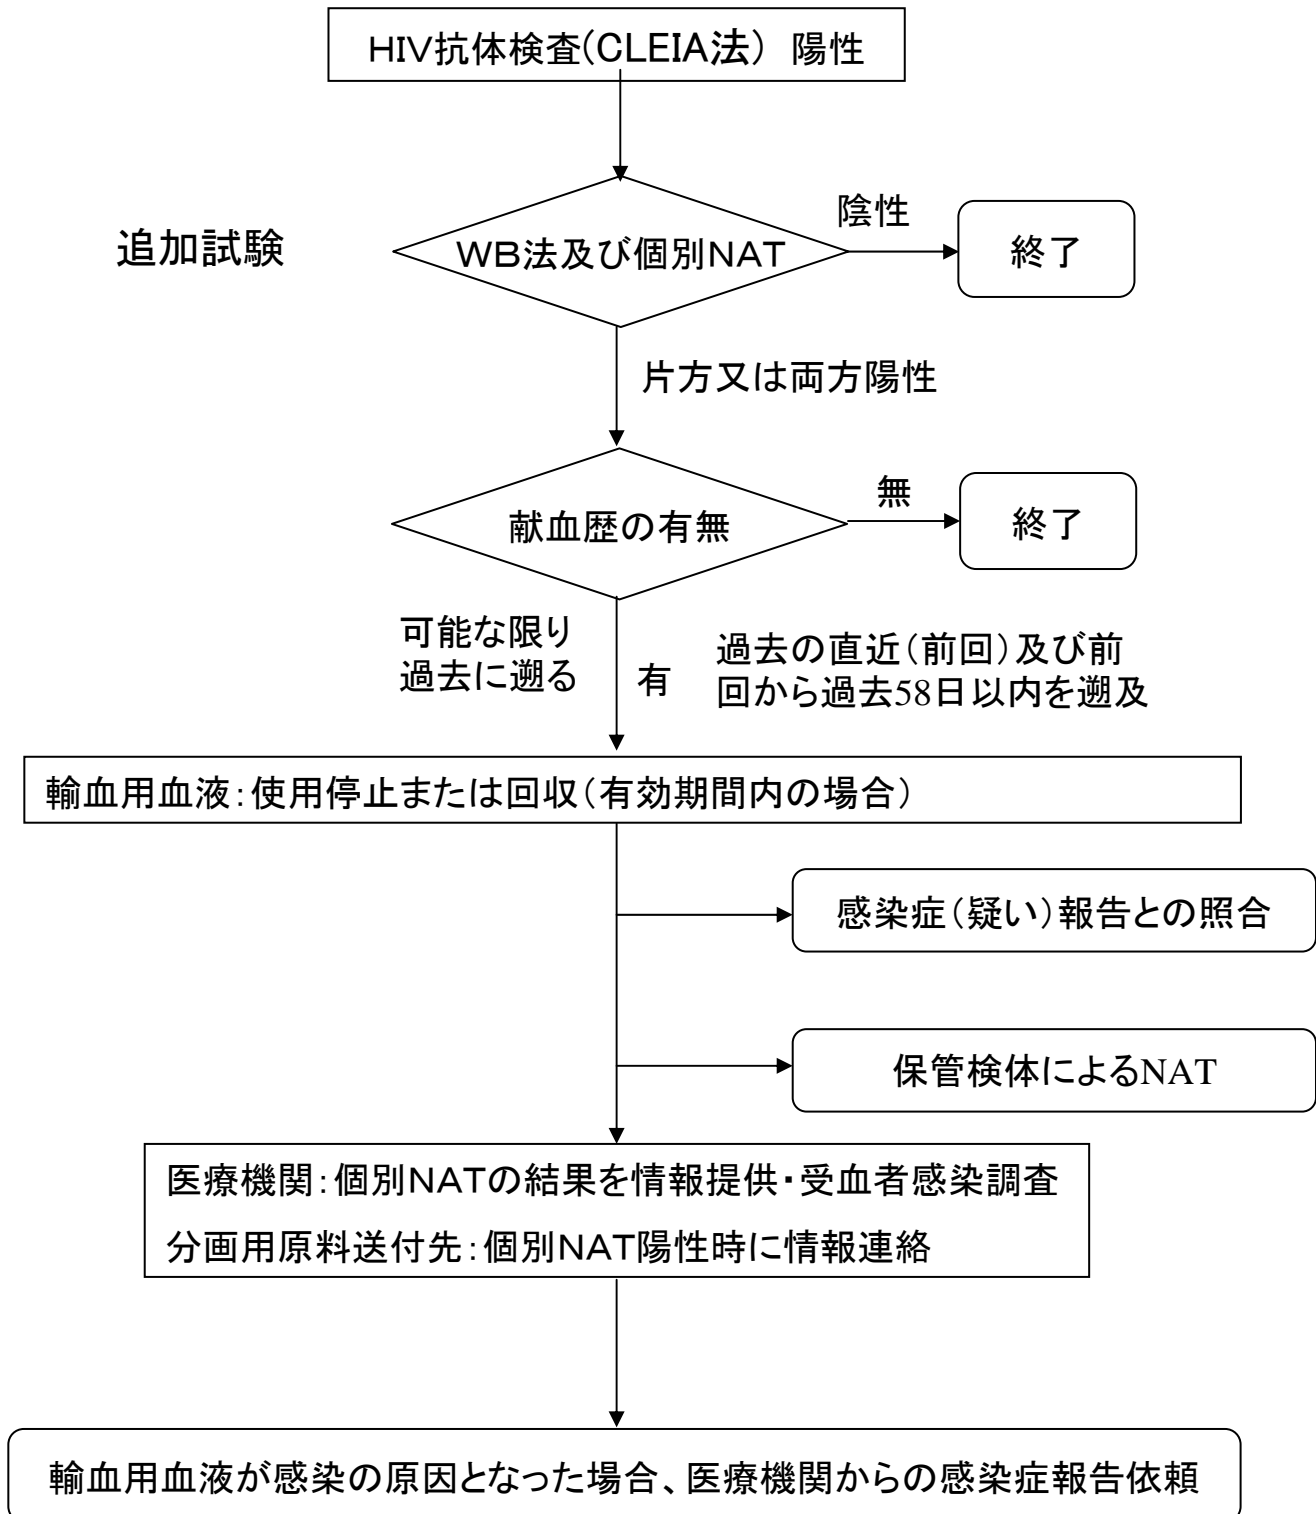 HIV抗体検査(CLEIA法) 陽性
追加試験
WB法及び個別NAT
陰性
終了
片方又は両方陽性
献血歴の有無
無
終了
可能な限り
過去に遡る
有
過去の直近(前回)及び前
回から過去58日以内を遡及
輸血用血液:使用停止または回収(有効期間内の場合)
感染症(疑い)報告との照合
保管検体によるNAT
医療機関:個別NATの結果を情報提供・受血者感染調査
分画用原料送付先:個別NAT陽性時に情報連絡
輸血用血液が感染の原因となった場合、医療機関からの感染症報告依頼